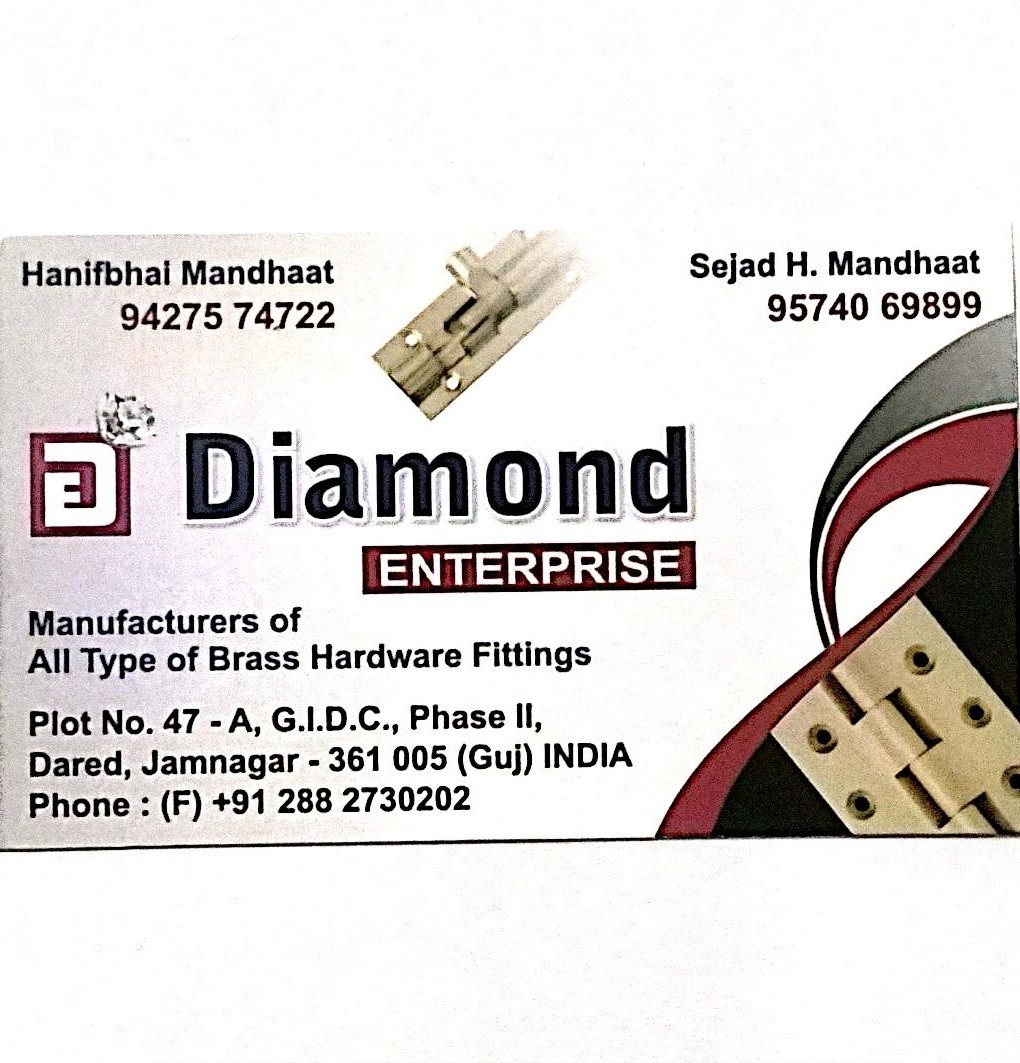 Hanifbhai Mandhaat
94275 74722
Sejad H. Mandhaat
95740 69899
Diamond
ENTERPRISE
Manufacturers of
All Type of Brass Hardware Fittings
Plot No. 47 - A, G.I.D.C., Phase II,
Dared, Jamnagar - 361 005 (Guj) INDIA
Phone : (F) +91 288 2730202